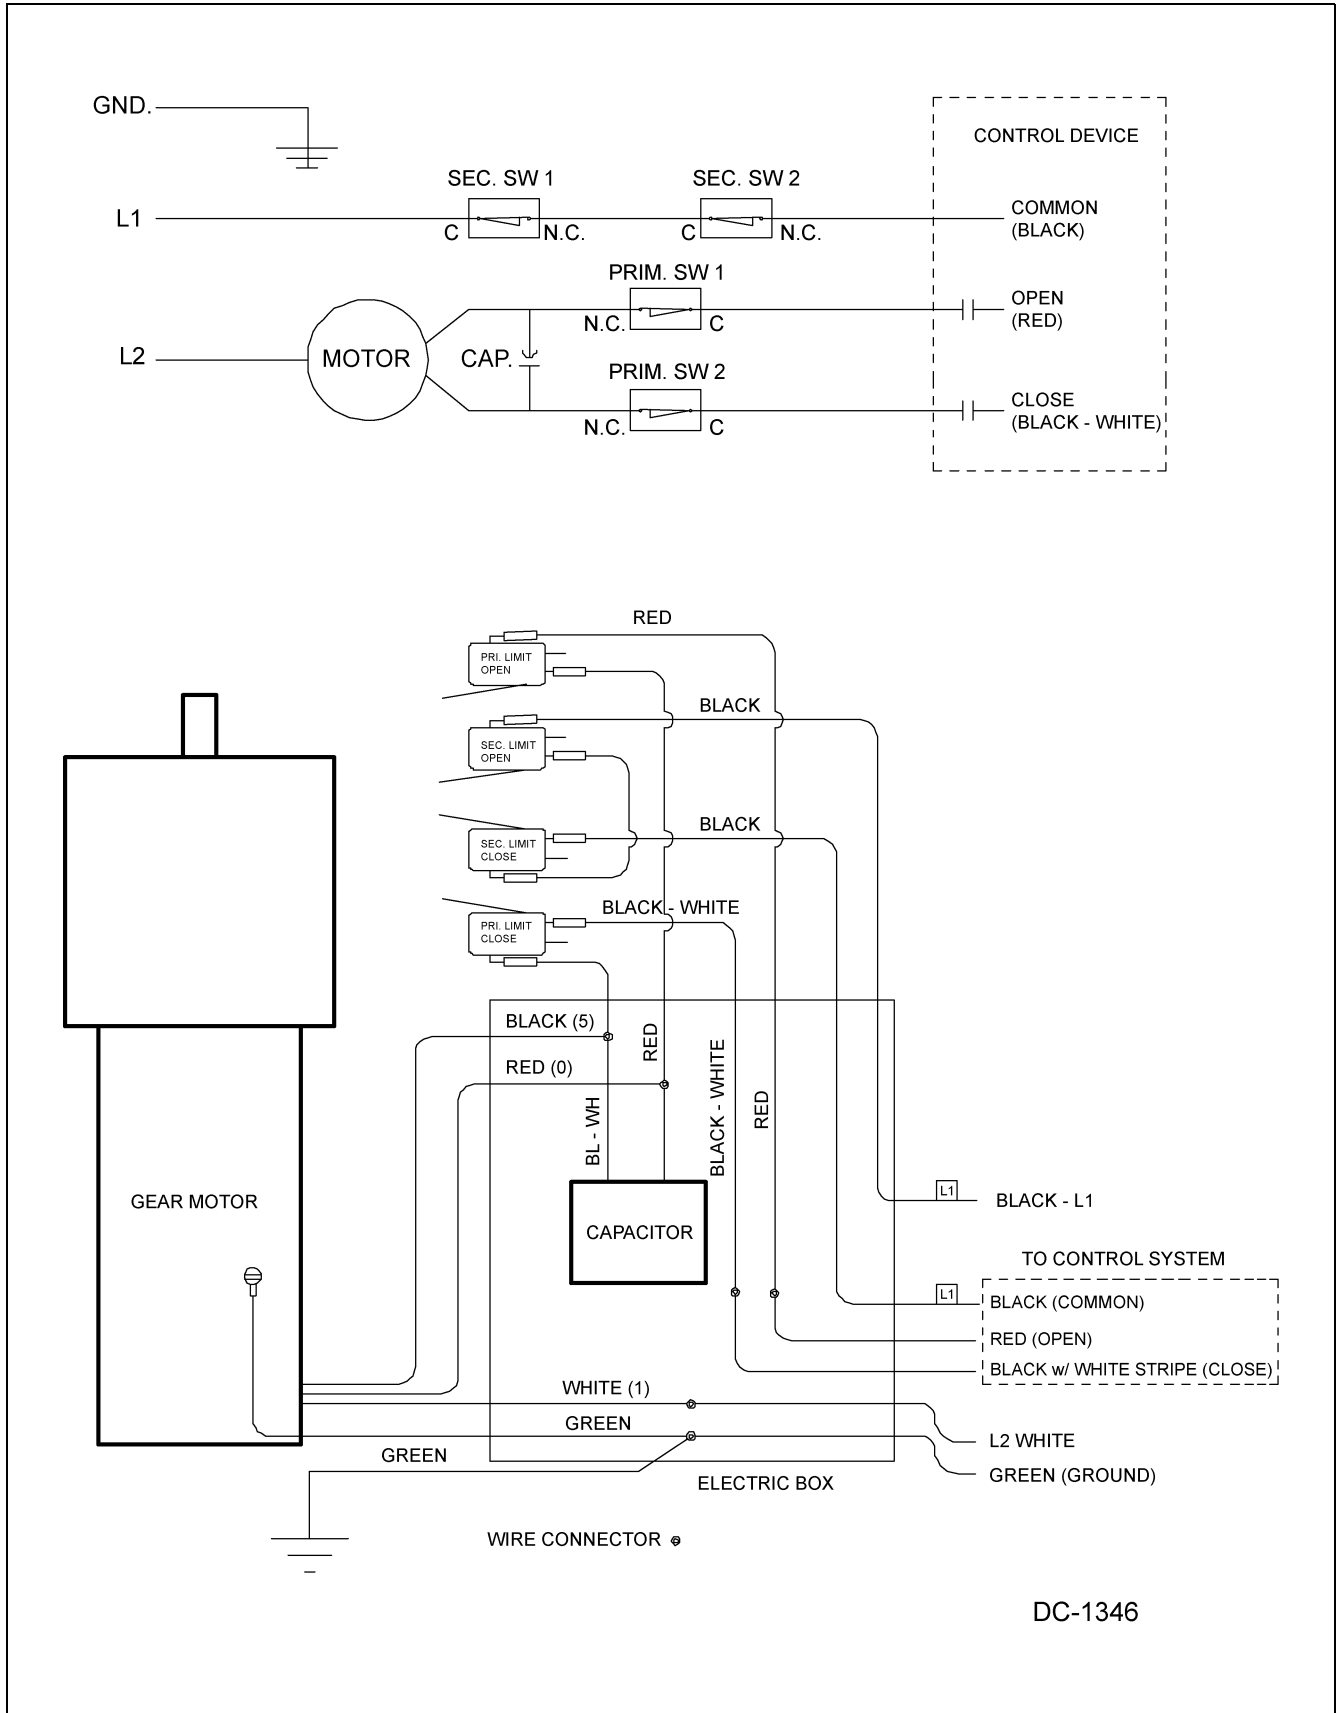 GND.
CONTROL DEVICE
SEC. SW 1
SEC. SW 2
L1
C
N.C.
C
N.C.
COMMON
(BLACK)
PRIM. SW 1
N.C.
C
OPEN
(RED)
L2
MOTOR
CAP.
PRIM. SW 2
N.C.
C
CLOSE
(BLACK - WHITE)
RED
PRI. LIMIT
OPEN
BLACK
SEC. LIMIT
OPEN
BLACK
SEC. LIMIT
CLOSE
BLACK - WHITE
PRI. LIMIT
CLOSE
BLACK (5)
RED (0)
RED
BL - WH
BLACK - WHITE
RED
GEAR MOTOR
CAPACITOR
L1
BLACK - L1
TO CONTROL SYSTEM
L1
BLACK (COMMON)
RED (OPEN)
BLACK w/ WHITE STRIPE (CLOSE)
WHITE (1)
GREEN
GREEN
L2 WHITE
GREEN (GROUND)
ELECTRIC BOX
WIRE CONNECTOR
DC-1346